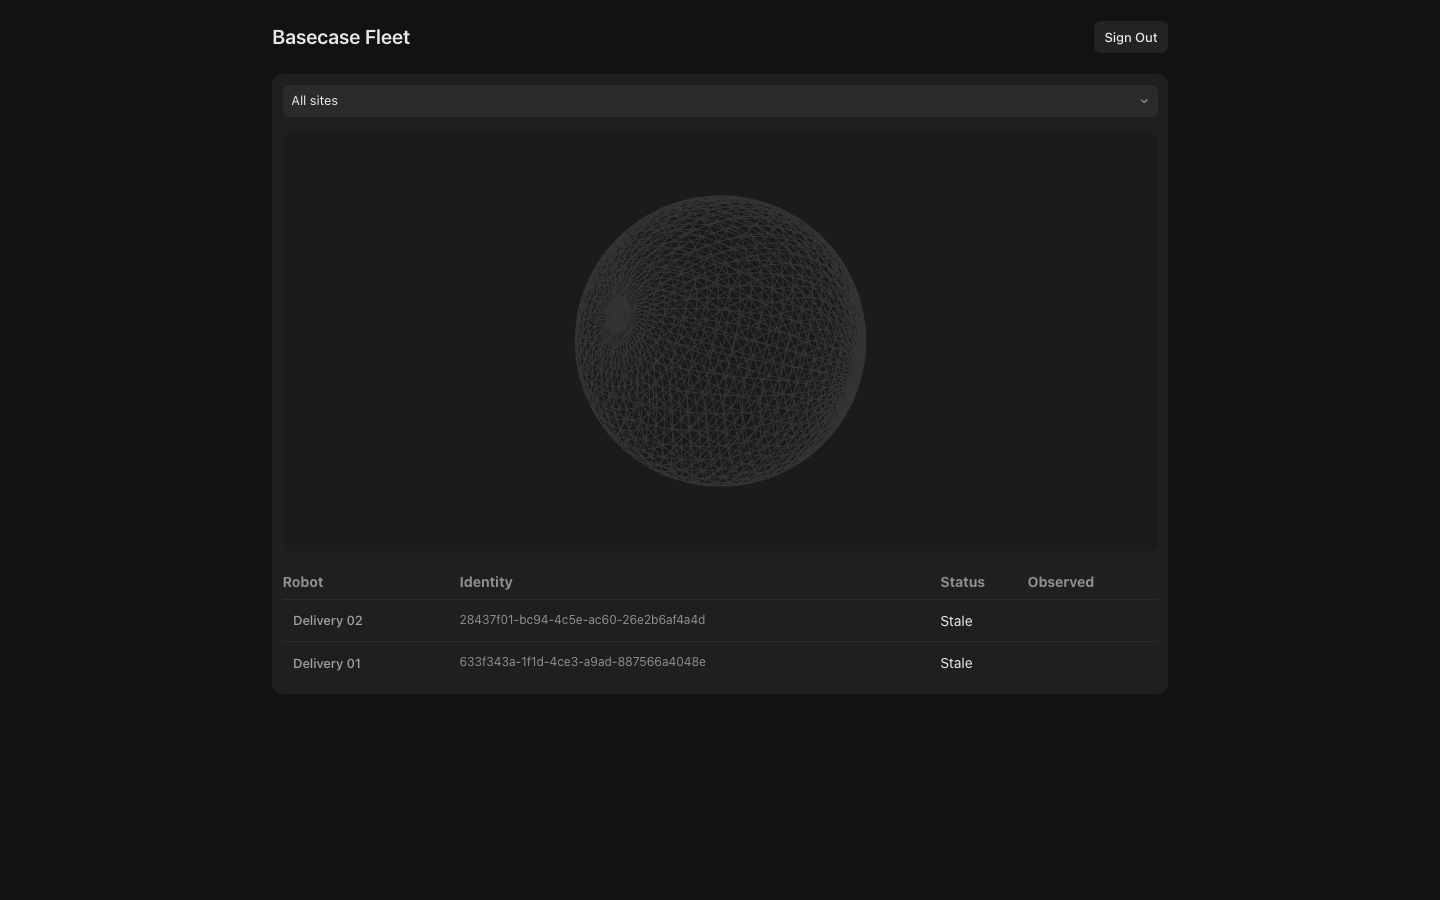 Basecase Fleet
Sign Out
All sites
Robot Identity Status Observed
Delivery 02 28437f01-bc94-4c5e-ac60-26e2b6af4a4d Stale
Delivery 01 633f343a-1f1d-4ce3-a9ad-887566a4048e Stale